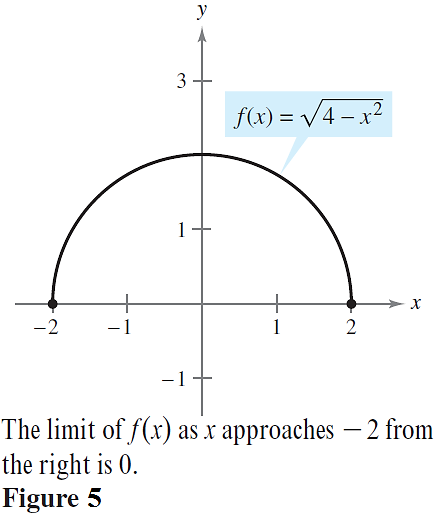 y
3
f(x) = √4 – x²
1
x
–2 –1 1 2
–1
The limit of f(x) as x approaches – 2 from
the right is 0.
Figure 5